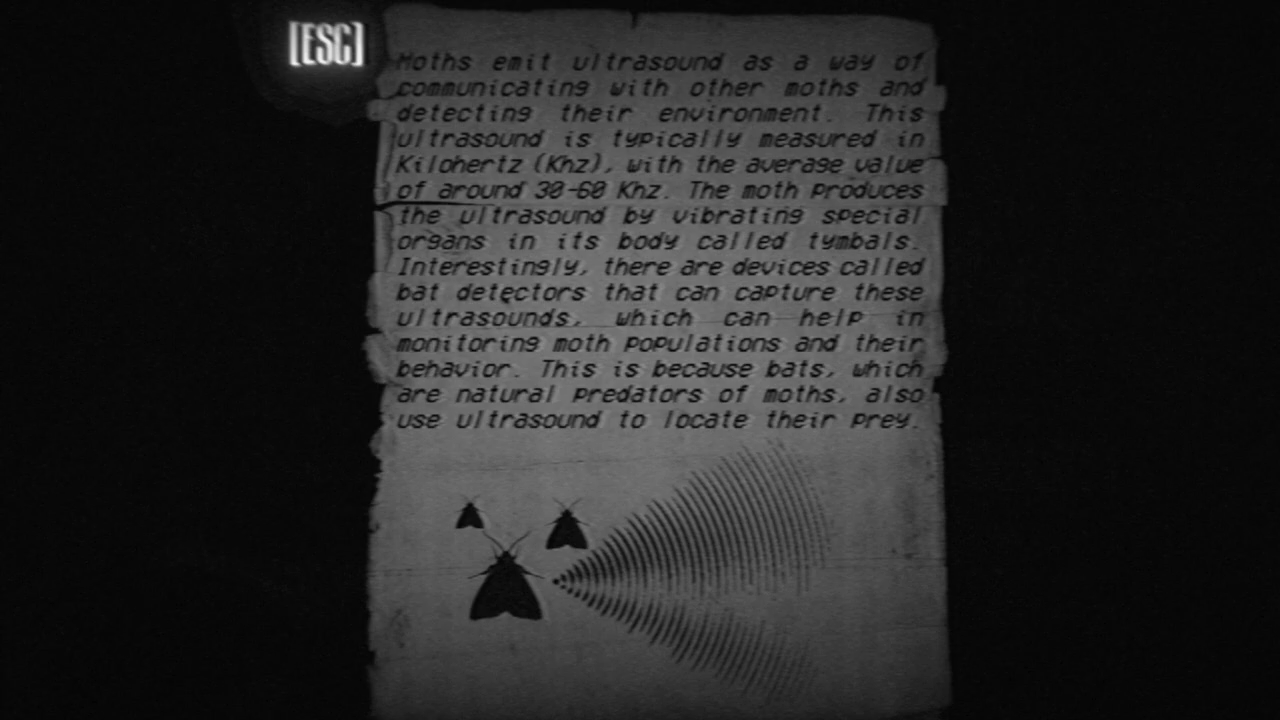 [ESC]
Moths emit ultrasound as a way of
communicating with other moths and
detecting their environment. This
ultrasound is typically measured in
Kilohertz (Khz), with the average value
of around 30-60 Khz. The moth produces
the ultrasound by vibrating special
organs in its body called tymbals.
Interestingly, there are devices called
bat detectors that can capture these
ultrasounds, which can help in
monitoring moth populations and their
behavior. This is because bats, which
are natural predators of moths, also
use ultrasound to locate their prey.